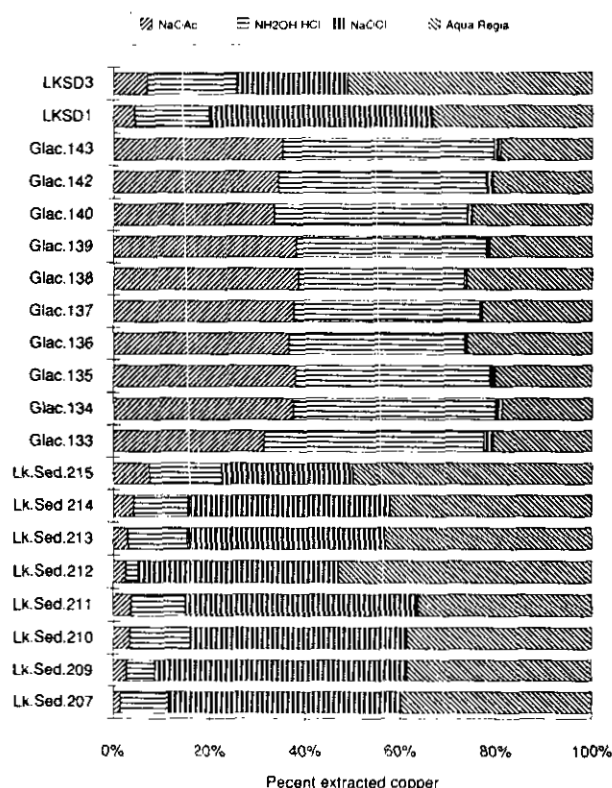 NaOAc NH2OH HCl NaOCl Aqua Regia
LKSD3
LKSD1
Glac.143
Glac.142
Glac.140
Glac.139
Glac.138
Glac.137
Glac.136
Glac.135
Glac.134
Glac.133
Lk.Sed.215
Lk.Sed 214
Lk.Sed.213
Lk.Sed.212
Lk.Sed.211
Lk.Sed.210
Lk.Sed.209
Lk.Sed.207
0% 20% 40% 60% 80% 100%
Pecent extracted copper